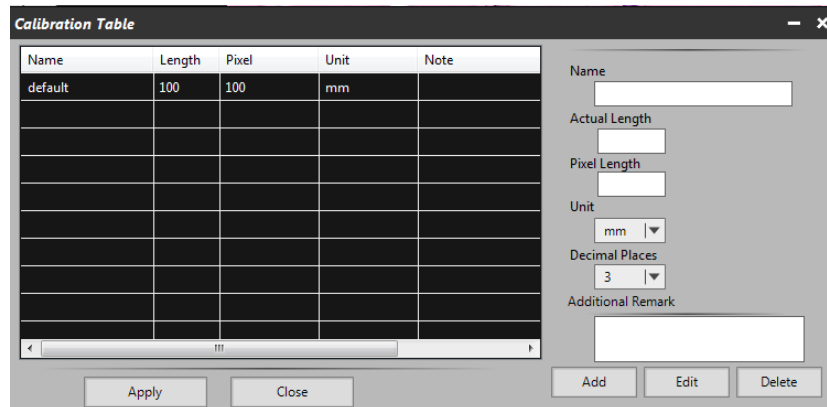 Calibration Table
Name Length Pixel Unit Note
default 100 100 mm
Name
Actual Length
Pixel Length
Unit
mm
Decimal Places
3
Additional Remark
Add Edit Delete
Apply Close